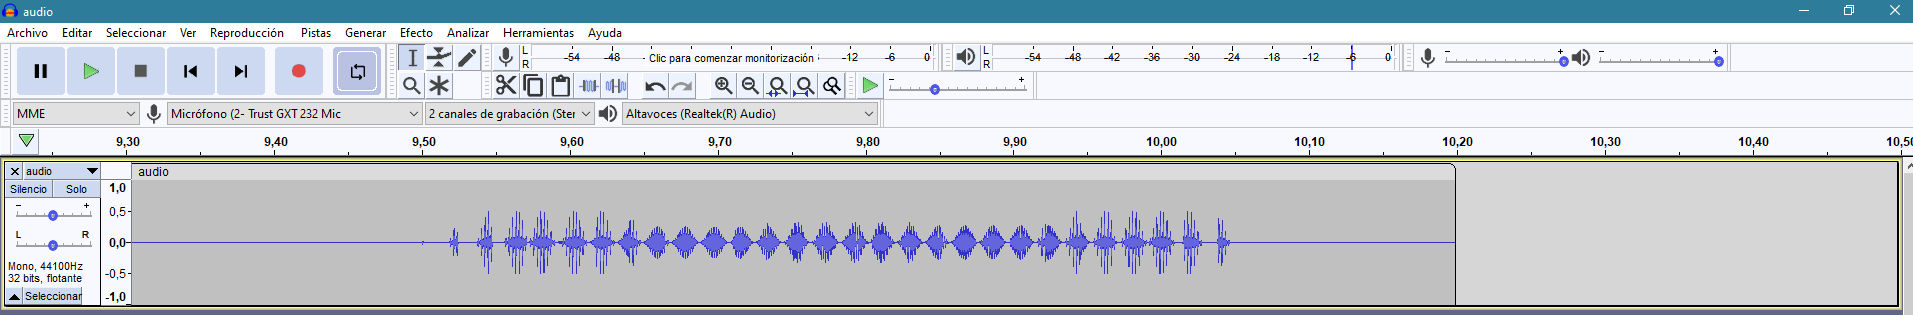 audio
Archivo Editar Seleccionar Ver Reproducción Pistas Generar Efecto Analizar Herramientas Ayuda
L R -54 -48 Clic para comenzar monitorización -12 -6 0 L R -54 -48 -42 -36 -30 -24 -18 -12 -6 0 - + - +
- +
MME Micrófono (2- Trust GXT 232 Mic 2 canales de grabación (Ster Altavoces (Realtek(R) Audio)
9,30 9,40 9,50 9,60 9,70 9,80 9,90 10,00 10,10 10,20 10,30 10,40 10,50
audio audio
Silencio Solo
- +
L R
Mono, 44100Hz
32 bits, flotante
Seleccionar
1,0
0,5
0,0
-0,5
-1,0